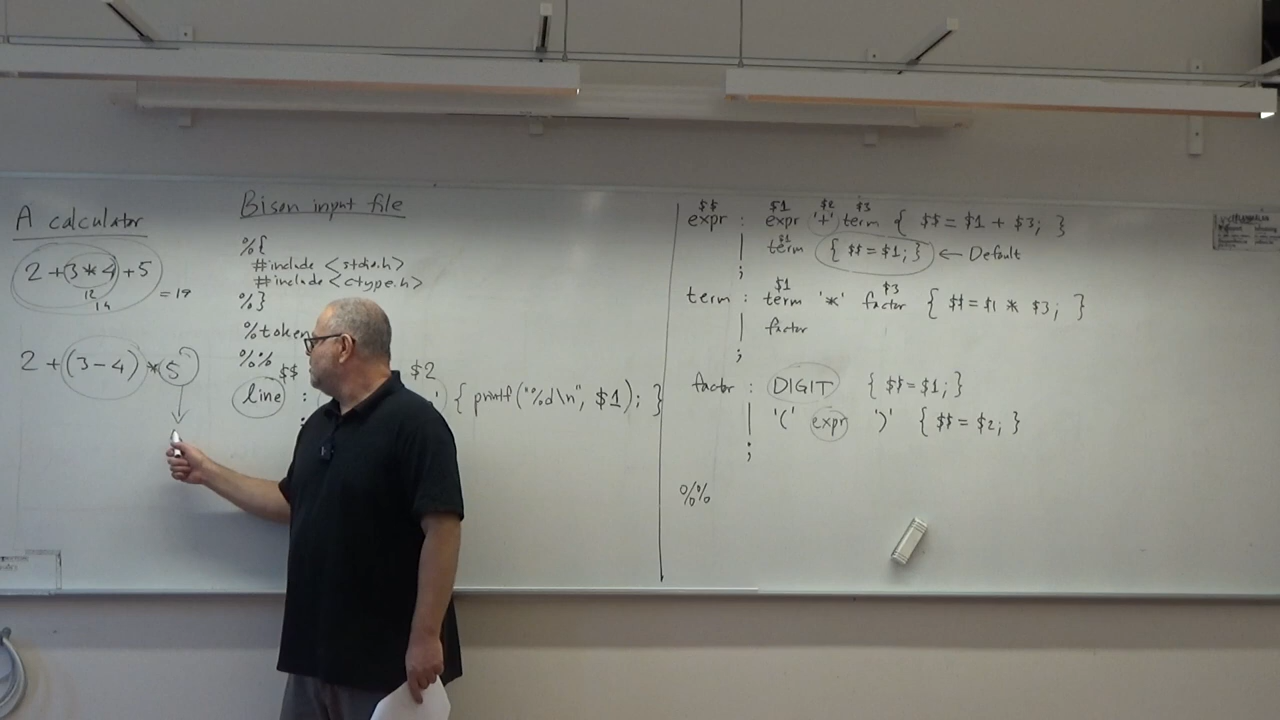 A calculator
2 + 3 * 4 + 5
12
14
= 19
2 + (3 - 4) * 5
Bison input file
%{
#include <stdio.h>
#include <ctype.h>
%}
%token
%%
$$ $2
line : ' ) { printf("%d\n", $1); }
;
$$ $1 $2 $3
expr : expr '+' term { $$ = $1 + $3; }
$1
| term { $$ = $1; } ← Default
;
$1 $3
term : term '*' factor { $$ = $1 * $3; }
| factor
;
factor : DIGIT { $$ = $1; }
| '(' expr ')' { $$ = $2; }
;
%%